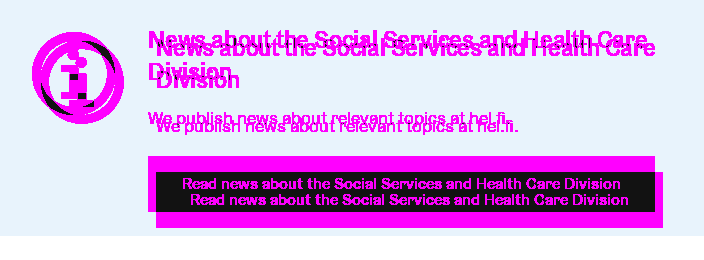 News about the Social Services and Health Care
Division
We publish news about relevant topics at hel.fi.
Read news about the Social Services and Health Care Division